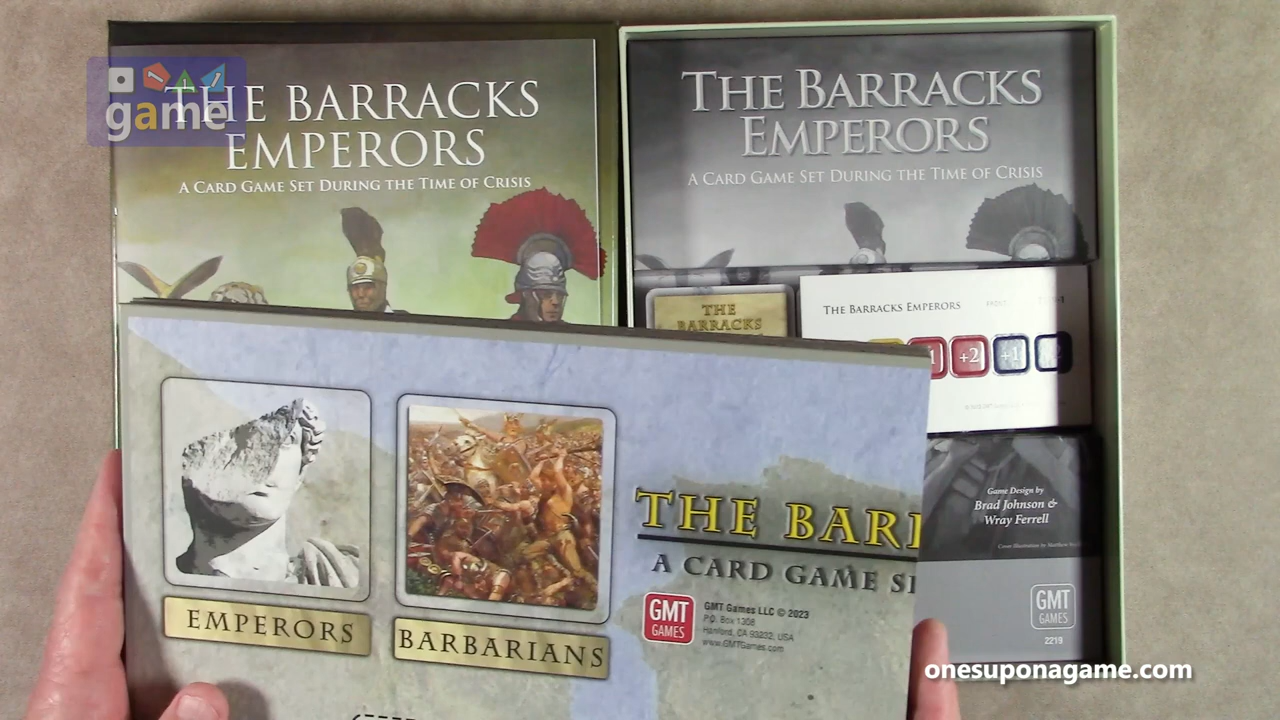 game
THE BARRACKS
EMPERORS
A CARD GAME SET DURING THE TIME OF CRISIS
THE BARRACKS
EMPERORS
A CARD GAME SET DURING THE TIME OF CRISIS
THE
BARRACKS
THE BARRACKS EMPERORS
+2
+1
EMPERORS
BARBARIANS
THE BAR
A CARD GAME
GMT
GAMES
GMT Games LLC © 2023
P.O. Box 1308
Hanford, CA 93232, USA
www.GMTGames.com
Game Design by
Brad Johnson &
Wray Ferrell
GMT
GAMES
2219
onesuponagame.com